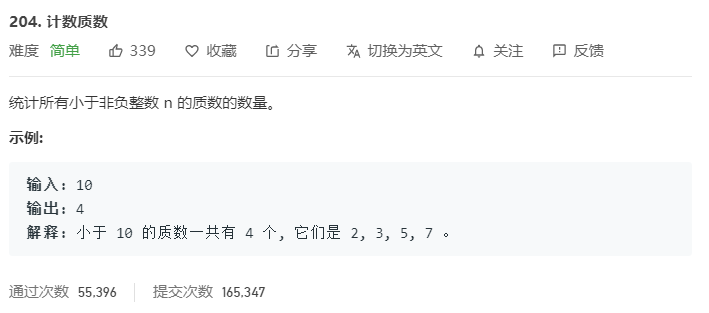 204. 计数质数
难度 简单 339 收藏 分享 切换为英文 关注 反馈
统计所有小于非负整数 n 的质数的数量。
示例:
输入: 10
输出: 4
解释: 小于 10 的质数一共有 4 个, 它们是 2, 3, 5, 7 。
通过次数 55,396 提交次数 165,347